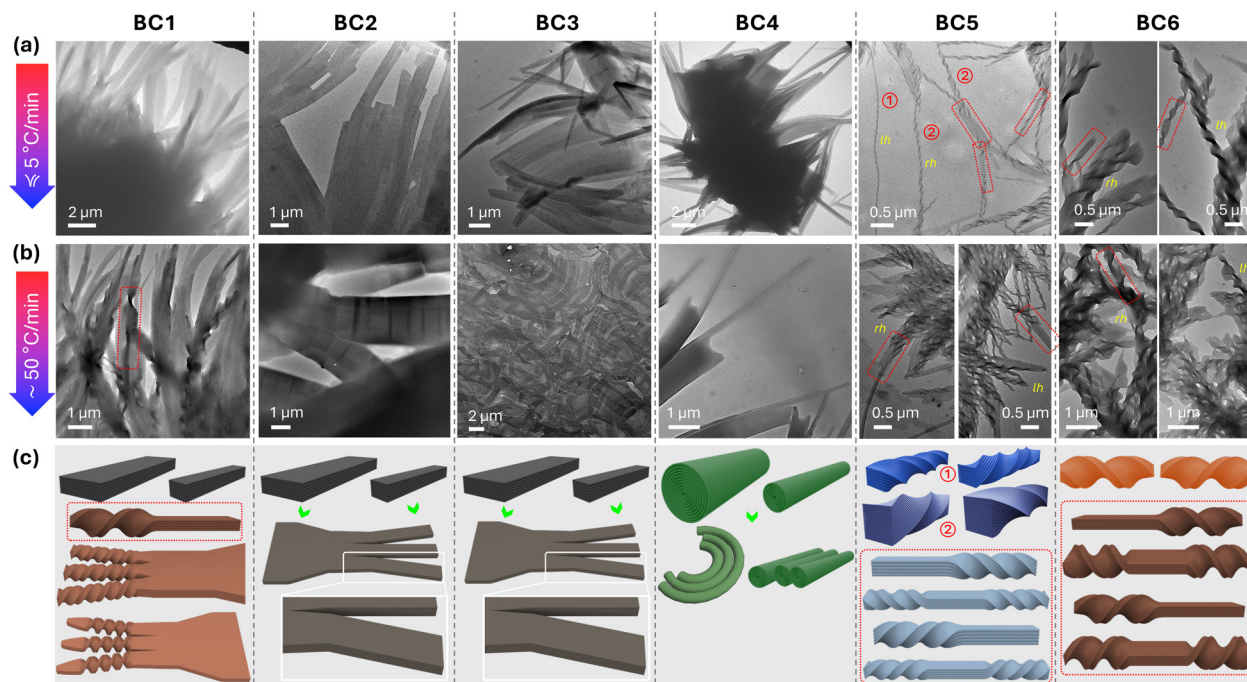 BC1 BC2 BC3 BC4 BC5 BC6
(a)
⩽ 5 °C/min
2 µm
1 µm
1 µm
2 µm
①
②
②
lh
rh
0.5 µm
rh
lh
0.5 µm
0.5 µm
(b)
~ 50 °C/min
1 µm
1 µm
2 µm
1 µm
rh
lh
0.5 µm
0.5 µm
rh
lh
1 µm
1 µm
(c)
①
②